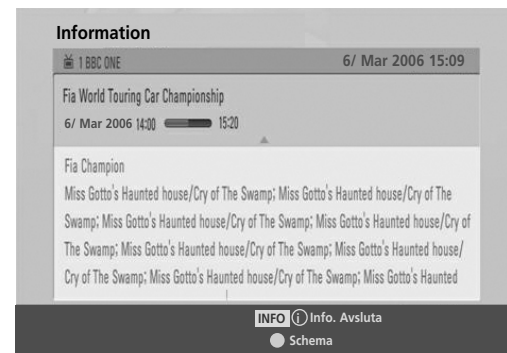 Information
1 BBC ONE 6/ Mar 2006 15:09
Fia World Touring Car Championship
6/ Mar 2006 14:00 15:20
Fia Champion
Miss Gotto's Haunted house/Cry of The Swamp; Miss Gotto's Haunted house/Cry of The
Swamp; Miss Gotto's Haunted house/Cry of The Swamp; Miss Gotto's Haunted house/Cry of
The Swamp; Miss Gotto's Haunted house/Cry of The Swamp; Miss Gotto's Haunted house/
Cry of The Swamp; Miss Gotto's Haunted house/Cry of The Swamp; Miss Gotto's Haunted
INFO i Info. Avsluta
Schema